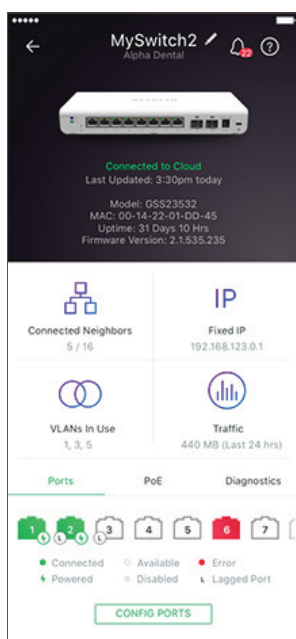 MySwitch2
22
?
Alpha Dental
NETGEAR
Connected to Cloud
Last Updated: 3:30pm today
Model: GSS23532
MAC: 00-14-22-01-DD-45
Uptime: 31 Days 10 Hrs
Firmware Version: 2.1.535.235
IP
Connected Neighbors
Fixed IP
5 / 16
192.168.123.0.1
VLANs In Use
Traffic
1, 3, 5
440 MB (Last 24 hrs)
Ports PoE Diagnostics
1 2 3 4 5 6 7
L L
Connected Available Error
Powered Disabled L Lagged Port
CONFIG PORTS